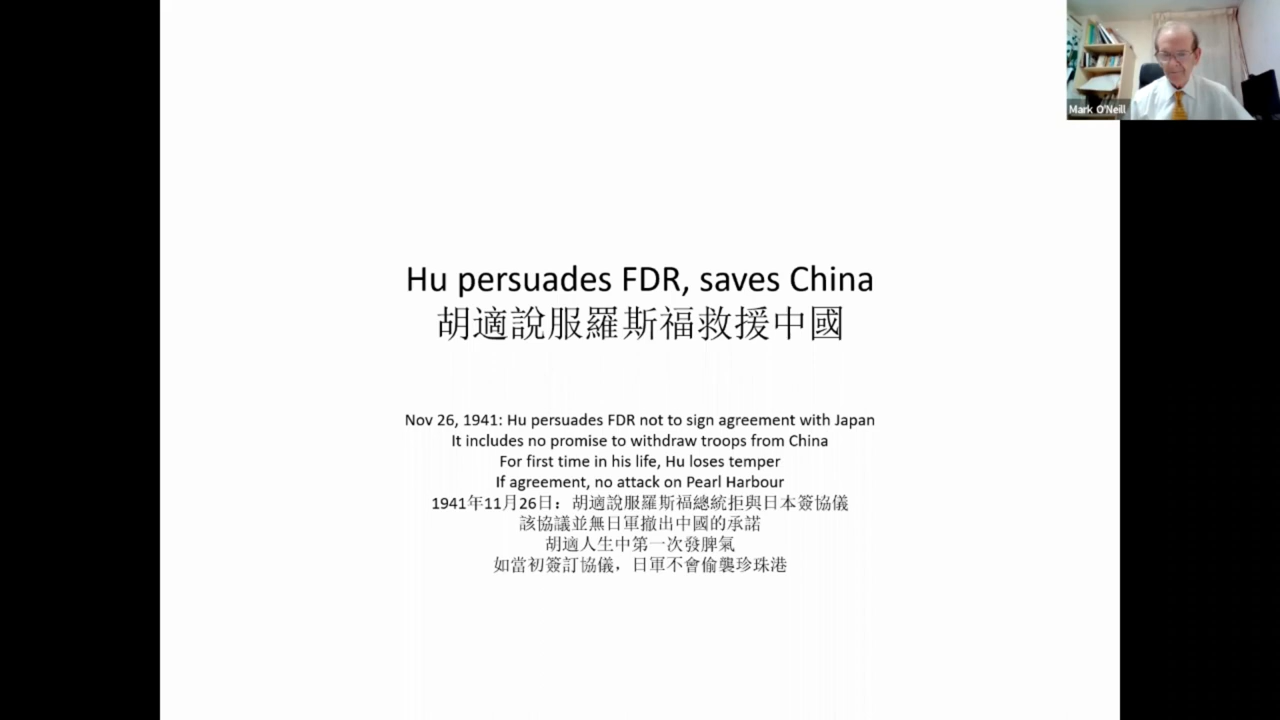 Mark O'Neill
Hu persuades FDR, saves China
胡適說服羅斯福救援中國
Nov 26, 1941: Hu persuades FDR not to sign agreement with Japan
It includes no promise to withdraw troops from China
For first time in his life, Hu loses temper
If agreement, no attack on Pearl Harbour
1941年11月26日：胡適說服羅斯福總統拒與日本簽協儀
該協議並無日軍撤出中國的承諾
胡適人生中第一次發脾氣
如當初簽訂協儀，日軍不會偷襲珍珠港